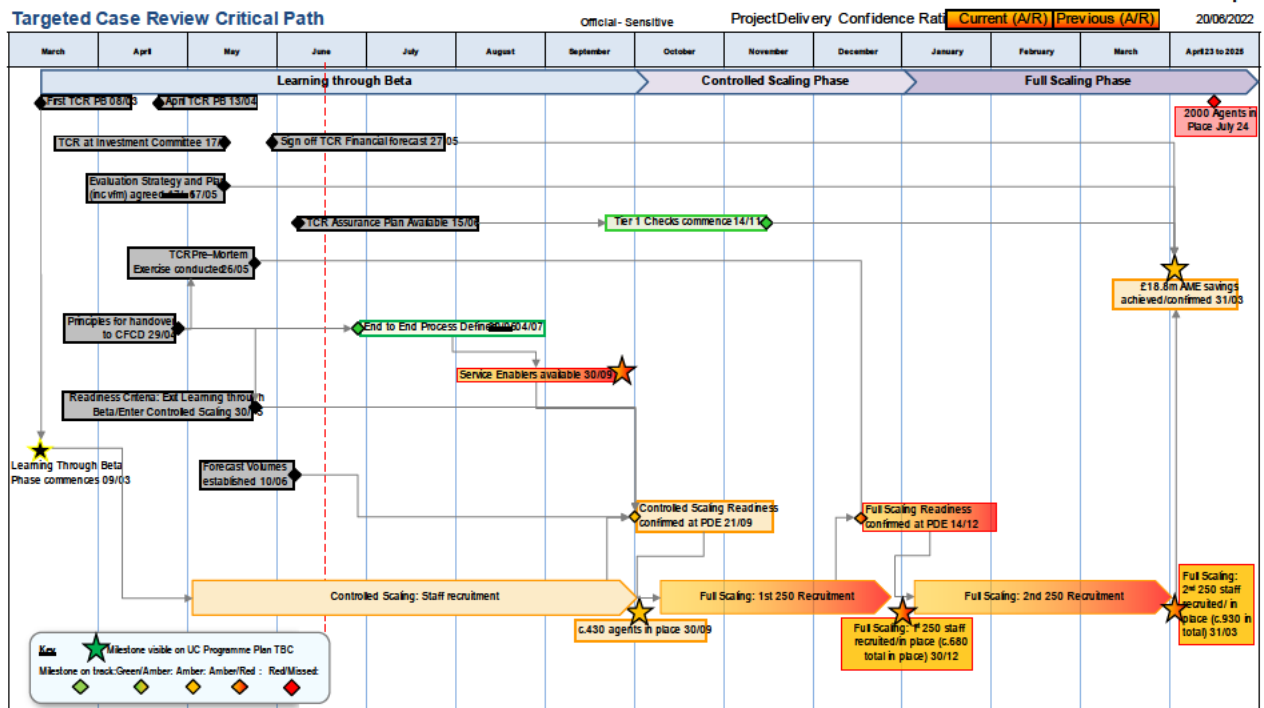 Targeted Case Review Critical Path
Official- Sensitive
ProjectDelivery Confidence Rati
Current (A/R)
Previous (A/R)
20/06/2022
March
April
May
June
July
August
September
October
November
December
January
February
March
April 23 to 2025
Learning through Beta
Controlled Scaling Phase
Full Scaling Phase
First TCR PB 08/03
April TCR PB 13/04
2000 Agents in
Place July 24
TCR at Investment Committee 17/
Sign off TCR Financial forecast 27/05
Evaluation Strategy and Plan
(inc vfm) agreed 17/05
TCR Assurance Plan Available 15/06
Tier 1 Checks commence 14/11
TCR Pre–Mortem
Exercise conducted 26/05
£18.8m AME savings
achieved/confirmed 31/03
Principles for handover
to CFCD 29/04
End to End Process Defined 04/07
Service Enablers available 30/09
Readiness Criteria: Exit Learning through
Beta/Enter Controlled Scaling 30/
Learning Through Beta
Phase commences 09/03
Forecast Volumes
established 10/06
Controlled Scaling Readiness
confirmed at PDE 21/09
Full Scaling Readiness
confirmed at PDE 14/12
Controlled Scaling: Staff recruitment
Full Scaling: 1st 250 Recruitment
Full Scaling: 2nd 250 Recruitment
Full Scaling:
2nd 250 staff
recruited/ in
place (c.930 in
total) 31/03
c.430 agents in place 30/09
Full Scaling: 1st 250 staff
recruited/in place (c.680
total in place) 30/12
Key
Milestone visible on UC Programme Plan TBC
Milestone on track: Green/Amber: Amber: Amber/Red : Red/Missed: